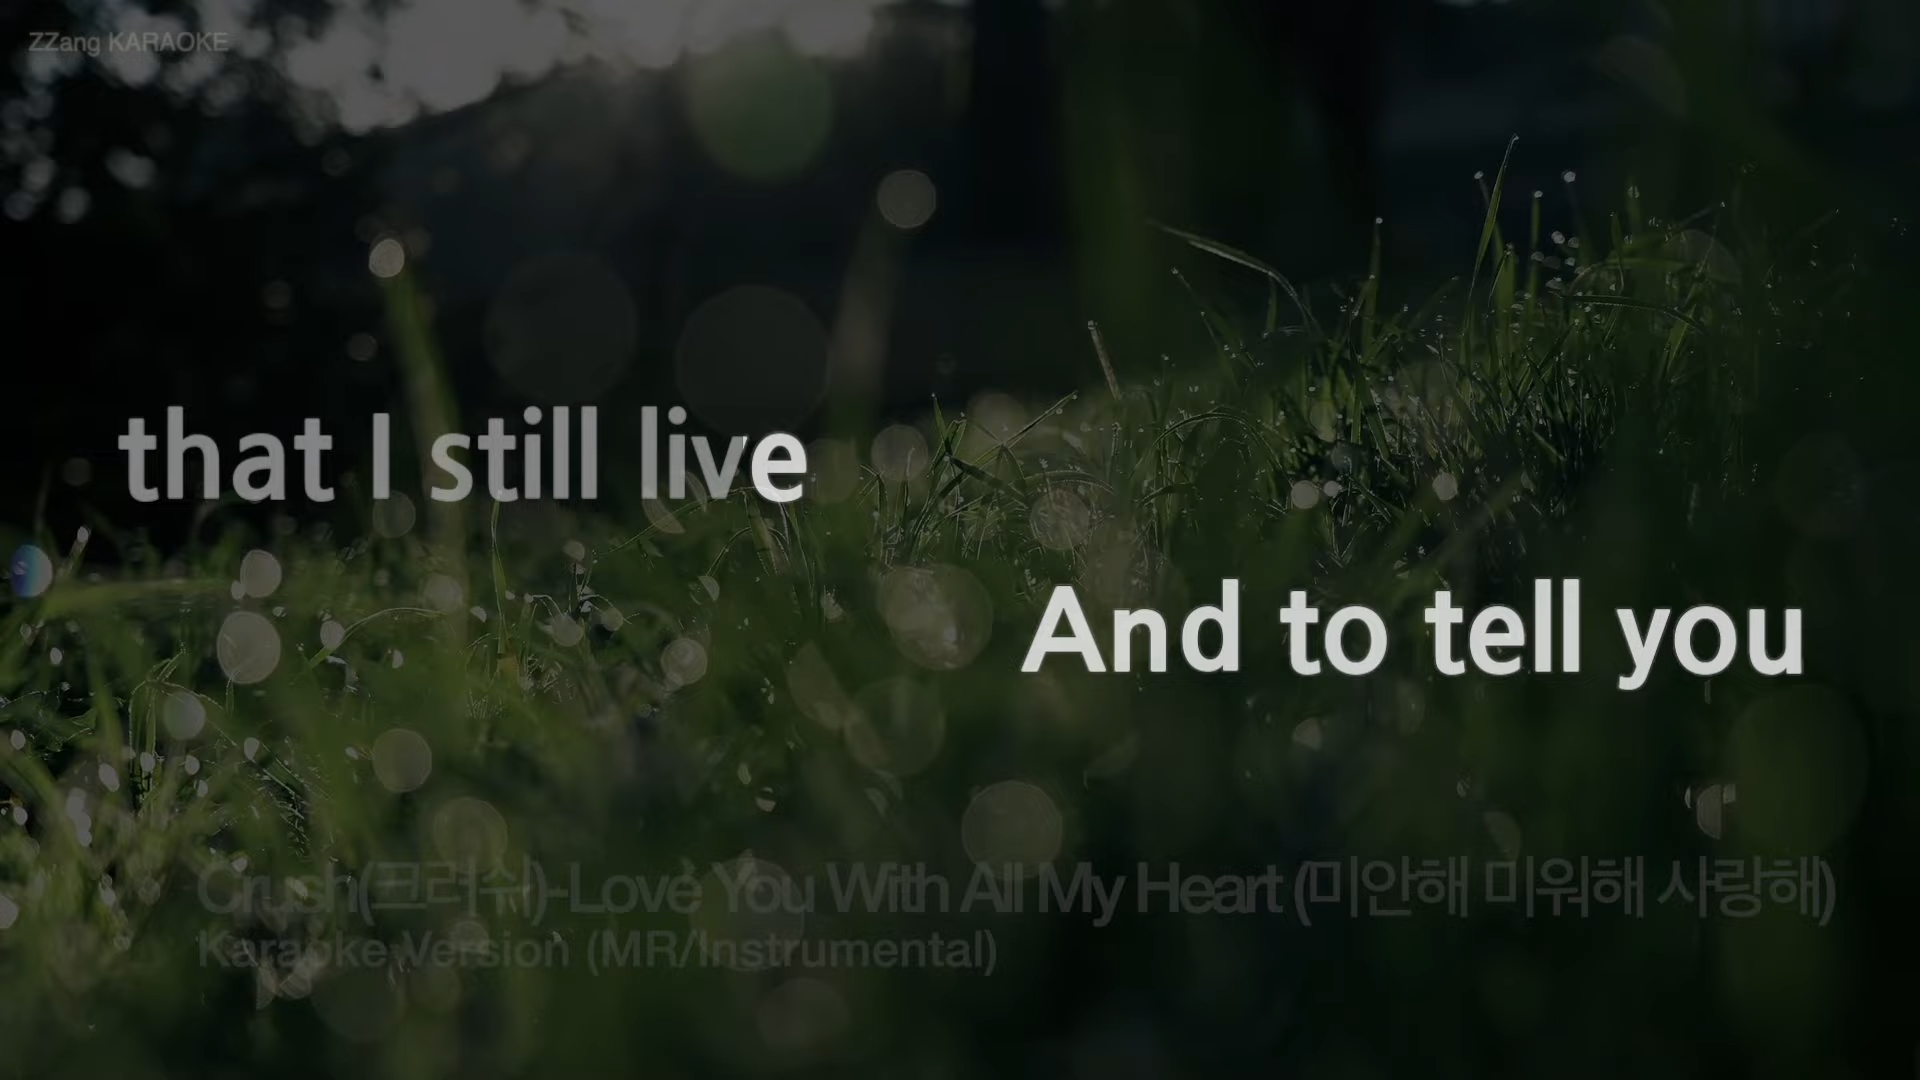 ZZang KARAOKE
that I still live
And to tell you
Crush(크러쉬)-Love You With All My Heart (미안해 미워해 사랑해)
Karaoke Version (MR/Instrumental)